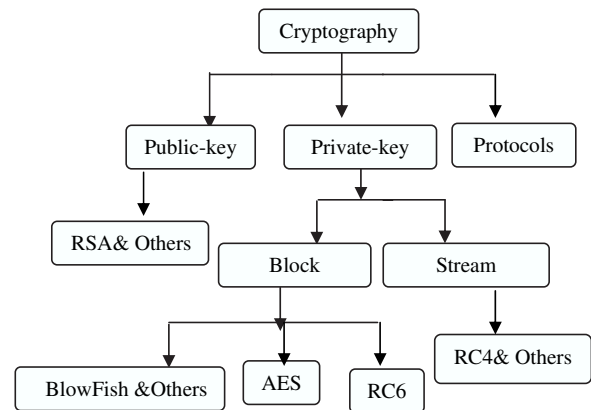 Cryptography
Public-key
Private-key
Protocols
RSA& Others
Block
Stream
BlowFish &Others
AES
RC6
RC4& Others